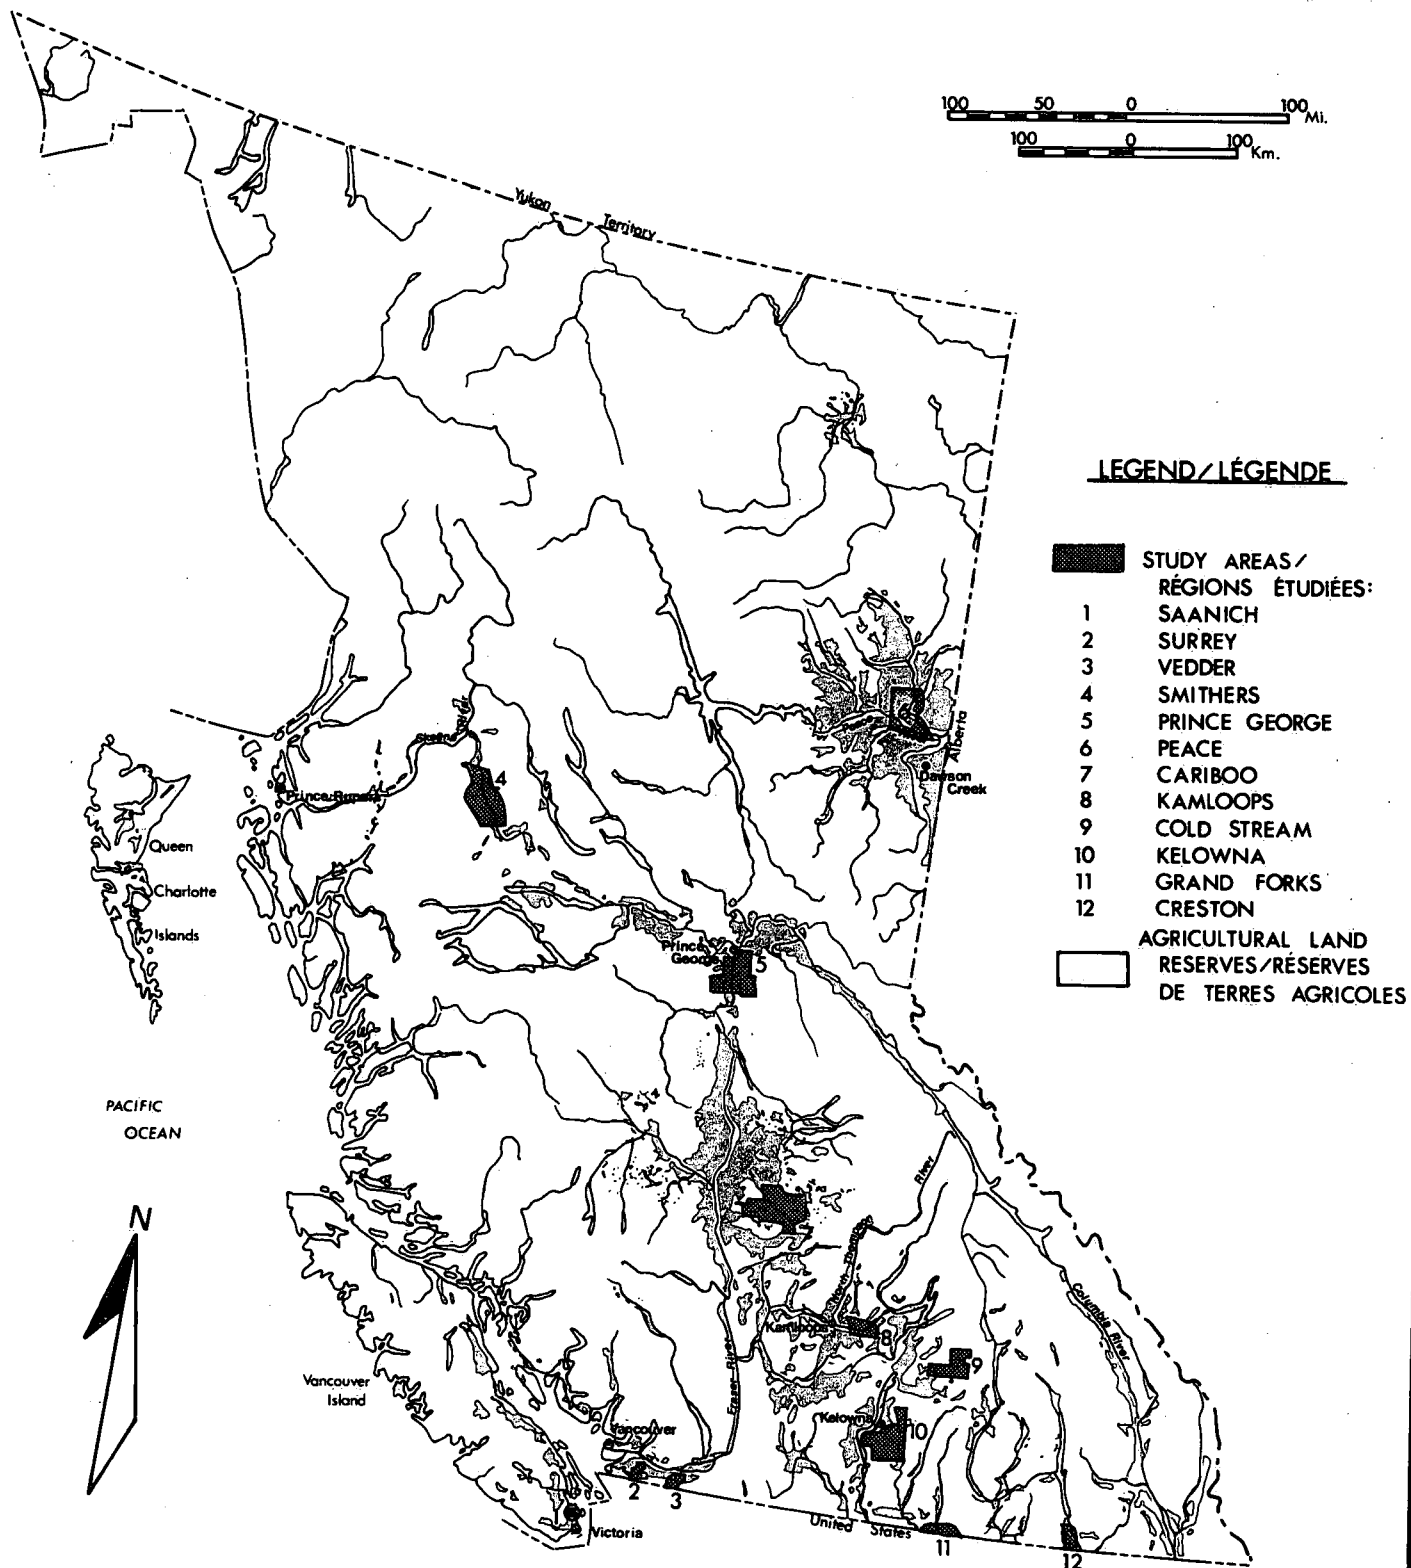 100 50 0 100 Mi.
100 0 100 Km.
Yukon Territory
LEGEND/LÉGENDE
STUDY AREAS/
RÉGIONS ÉTUDIÉES:
1 SAANICH
2 SURREY
3 VEDDER
4 SMITHERS
5 PRINCE GEORGE
6 PEACE
7 CARIBOO
8 KAMLOOPS
9 COLD STREAM
10 KELOWNA
11 GRAND FORKS
12 CRESTON
AGRICULTURAL LAND
RESERVES/RÉSERVES
DE TERRES AGRICOLES
Alberta
Dawson
Creek
Skeena River
4
Prince Rupert
Queen
Charlotte
Islands
Prince
George
5
PACIFIC
OCEAN
N
River
North Thompson
Columbia River
Kamloops
8
9
Fraser River
Vancouver
Island
Kelowna
10
Vancouver
2
3
Victoria
United States
11
12